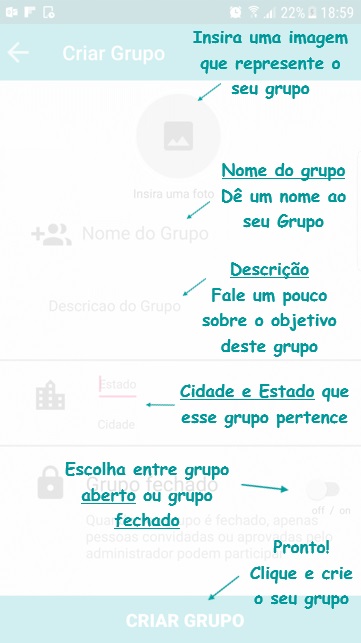 22% 18:59
Criar Grupo
Insira uma imagem
que represente o
seu grupo
Insira uma foto
Nome do grupo
Dê um nome ao
seu Grupo
Nome do Grupo
Descrição
Fale um pouco
sobre o objetivo
deste grupo
Descricao do Grupo
Estado
Cidade
Cidade e Estado que
esse grupo pertence
Grupo fechado
Escolha entre grupo
aberto ou grupo
fechado
off / on
Quando o grupo é fechado, apenas
pessoas convidadas ou aprovadas pelo
administrador podem participar
Pronto!
Clique e crie
o seu grupo
CRIAR GRUPO